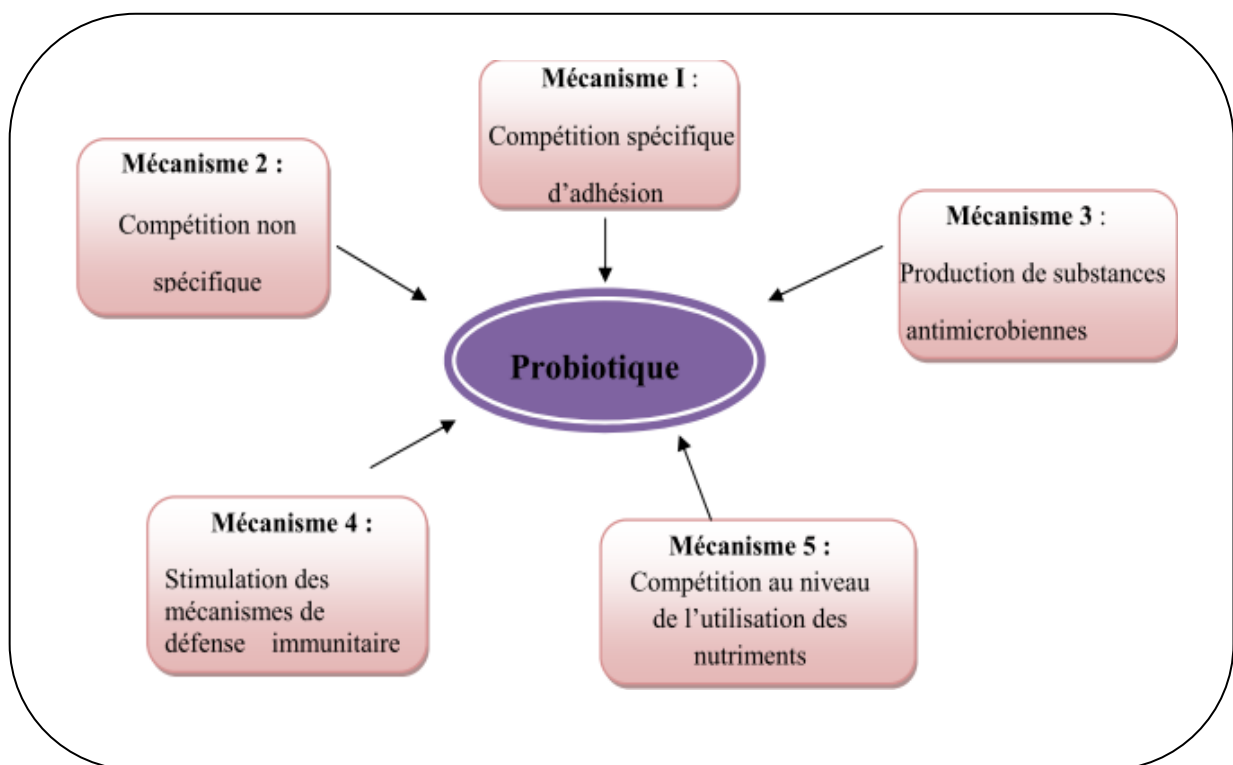 Mécanisme I :
Compétition spécifique
d’adhésion
Mécanisme 2 :
Compétition non
spécifique
Mécanisme 3 :
Production de substances
antimicrobiennes
Probiotique
Mécanisme 4 :
Stimulation des
mécanismes de
défense immunitaire
Mécanisme 5 :
Compétition au niveau
de l’utilisation des
nutriments